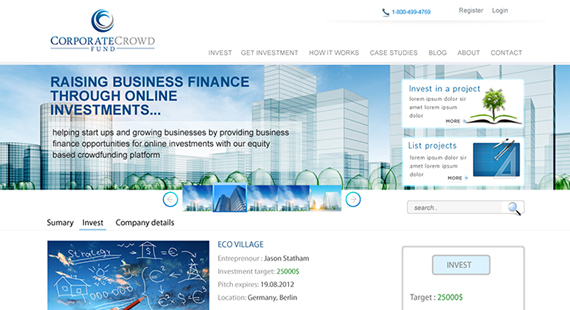 1-800-499-4759
Register Login
CORPORATECROWD
FUND
INVEST GET INVESTMENT HOW IT WORKS CASE STUDIES BLOG ABOUT CONTACT
RAISING BUSINESS FINANCE
THROUGH ONLINE
INVESTMENTS...
helping start ups and growing businesses by providing business
finance opportunities for online investments with our equity
based crowdfunding platform
Invest in a project
lorem ipsum dolor sir
amet dolor lorem ipsum
dolor
MORE
List projects
lorem ipsum dolor
sir amet dolor lorem
ipsum dolor
MORE
search..
Sumary Invest Company details
Strategy
ECO VILLAGE
Entreprenour : Jason Statham
Investment target: 25000$
Pitch expires: 19.08.2012
Location: Germany, Berlin
INVEST
Target : 25000$